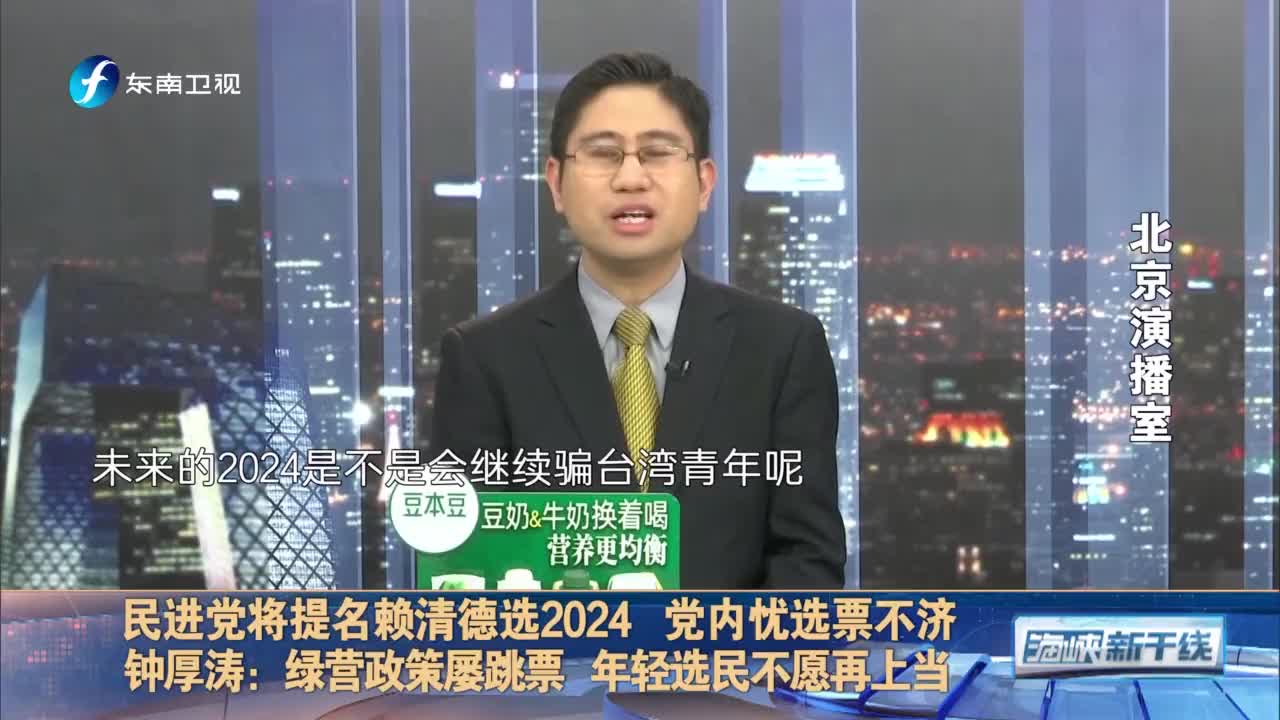 东南卫视
北京演播室
未来的2024是不是会继续骗台湾青年呢
豆本豆
豆奶&牛奶换着喝
营养更均衡
民进党将提名赖清德选2024 党内忧选票不济
钟厚涛：绿营政策屡跳票 年轻选民不愿再上当
海峡新干线